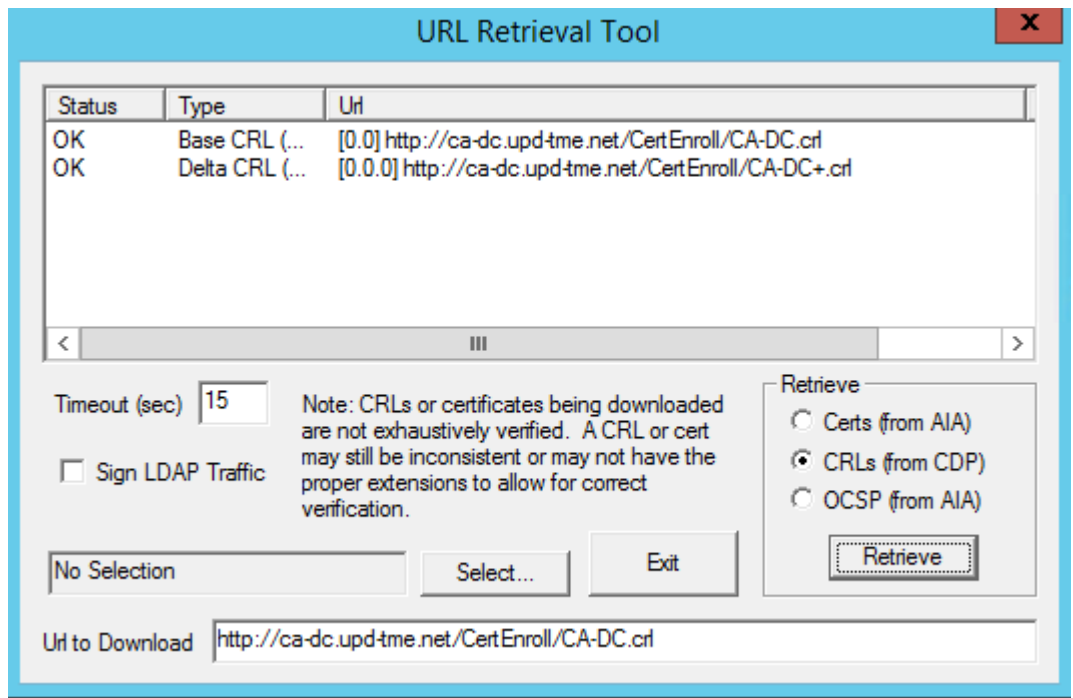 URL Retrieval Tool
x
Status Type Url
OK Base CRL (... [0.0] http://ca-dc.upd-tme.net/CertEnroll/CA-DC.crl
OK Delta CRL (... [0.0.0] http://ca-dc.upd-tme.net/CertEnroll/CA-DC+.crl
Timeout (sec) 15
Note: CRLs or certificates being downloaded
are not exhaustively verified. A CRL or cert
may still be inconsistent or may not have the
proper extensions to allow for correct
verification.
Sign LDAP Traffic
Retrieve
Certs (from AIA)
CRLs (from CDP)
OCSP (from AIA)
Retrieve
No Selection
Select...
Exit
Url to Download http://ca-dc.upd-tme.net/CertEnroll/CA-DC.crl